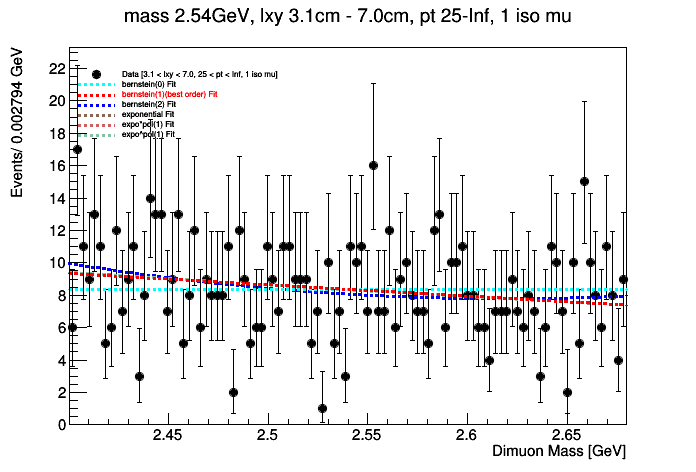 mass 2.54GeV, lxy 3.1cm - 7.0cm, pt 25-Inf, 1 iso mu
Events/ 0.002794 GeV
22
20
18
16
14
12
10
8
6
4
2
0
Data [3.1 < lxy < 7.0, 25 < pt < Inf, 1 iso mu]
bernstein(0) Fit
bernstein(1)(best order) Fit
bernstein(2) Fit
exponential Fit
expo*pol(1) Fit
expo^pol(1) Fit
2.45 2.5 2.55 2.6 2.65
Dimuon Mass [GeV]